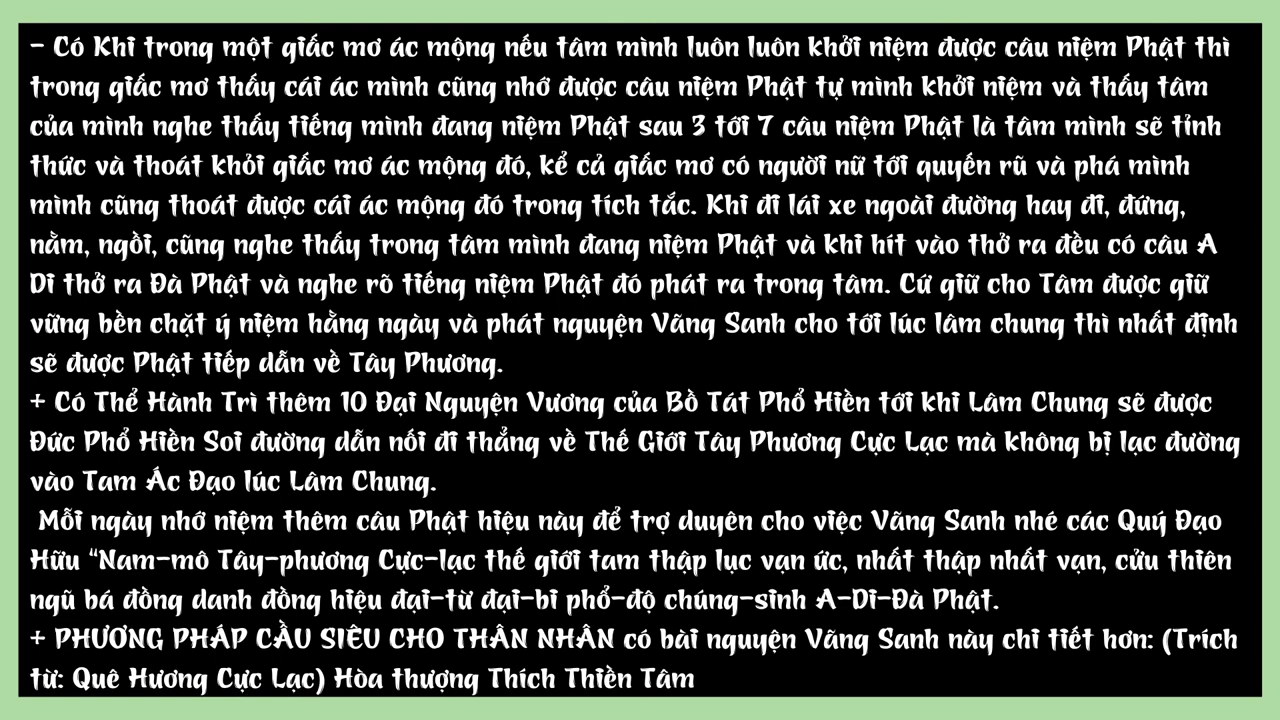 - Có Khi trong một giấc mơ ác mộng nếu tâm mình luôn luôn khởi niệm được câu niệm Phật thì
trong giấc mơ thấy cái ác mình cũng nhớ được câu niệm Phật tự mình khởi niệm và thấy tâm
của mình nghe thấy tiếng mình đang niệm Phật sau 3 tới 7 câu niệm Phật là tâm mình sẽ tỉnh
thức và thoát khỏi giấc mơ ác mộng đó, kể cả giấc mơ có người nữ tới quyến rũ và phá mình
mình cũng thoát được cái ác mộng đó trong tích tắc. Khi đi lái xe ngoài đường hay đi, đứng,
nằm, ngồi, cũng nghe thấy trong tâm mình đang niệm Phật và khi hít vào thở ra đều có câu A
Di thở ra Đà Phật và nghe rõ tiếng niệm Phật đó phát ra trong tâm. Cứ giữ cho Tâm được giữ
vững bền chặt ý niệm hằng ngày và phát nguyện Vãng Sanh cho tới lúc lâm chung thì nhất định
sẽ được Phật tiếp dẫn về Tây Phương.
+ Có Thể Hành Trì thêm 10 Đại Nguyện Vương của Bồ Tát Phổ Hiền tới khi Lâm Chung sẽ được
Đức Phổ Hiền Soi đường dẫn nối đi thẳng về Thế Giới Tây Phương Cực Lạc mà không bị lạc đường
vào Tam Ác Đạo lúc Lâm Chung.
Mỗi ngày nhớ niệm thêm câu Phật hiệu này để trợ duyên cho việc Vãng Sanh nhé các Quý Đạo
Hữu "Nam-mô Tây-phương Cực-lạc thế giới tam thập lục vạn ức, nhất thập nhất vạn, cửu thiên
ngũ bá đồng danh đồng hiệu đại-từ đại-bi phổ-độ chúng-sinh A-Di-Đà Phật.
+ PHƯƠNG PHÁP CẦU SIÊU CHO THÂN NHÂN có bài nguyện Vãng Sanh này chi tiết hơn: (Trích
từ: Quê Hương Cực Lạc) Hòa thượng Thích Thiền Tâm